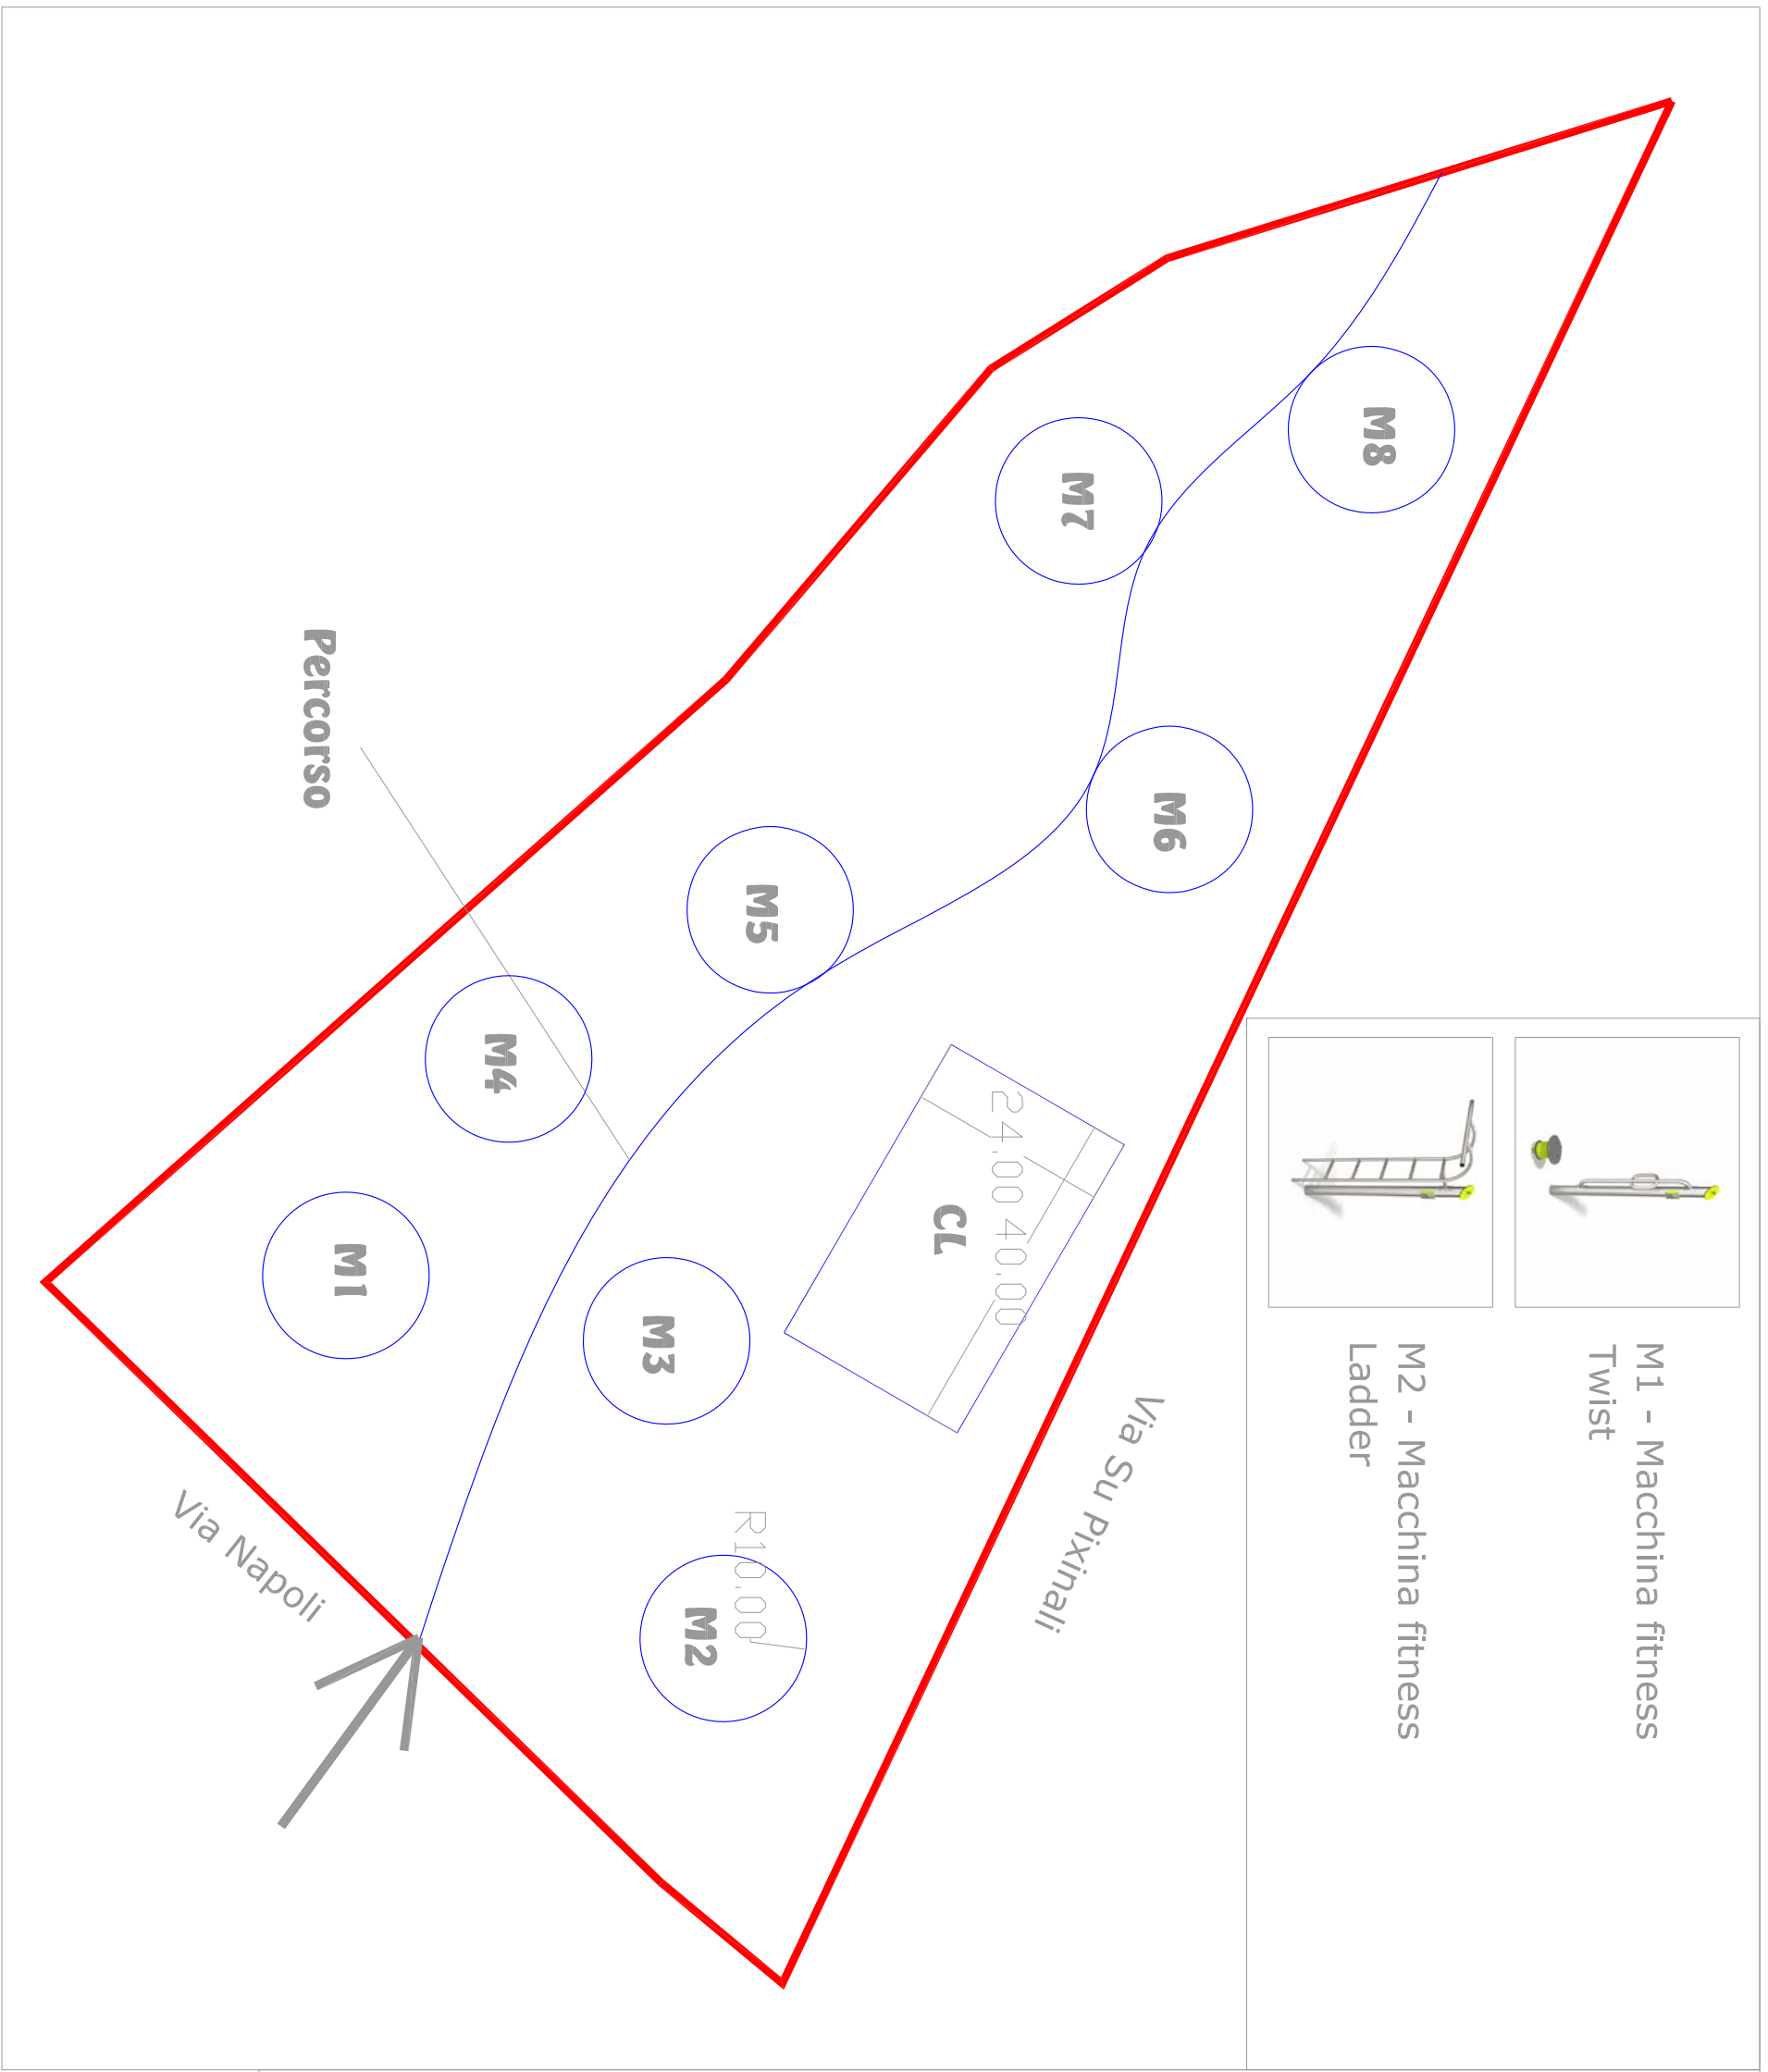 M1 - Macchina fitness
Twist
M2 - Macchina fitness
Ladder
M8
M7
M6
M5
M4
M3
M2
M1
CL
24.00
40.00
R10.00
Percorso
Via Su Pixinali
Via Napoli